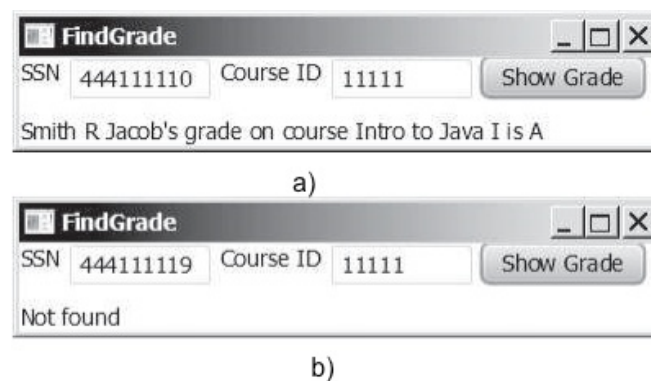 FindGrade
SSN 444111110 Course ID 11111 Show Grade
Smith R Jacob's grade on course Intro to Java I is A
a)
FindGrade
SSN 444111119 Course ID 11111 Show Grade
Not found
b)